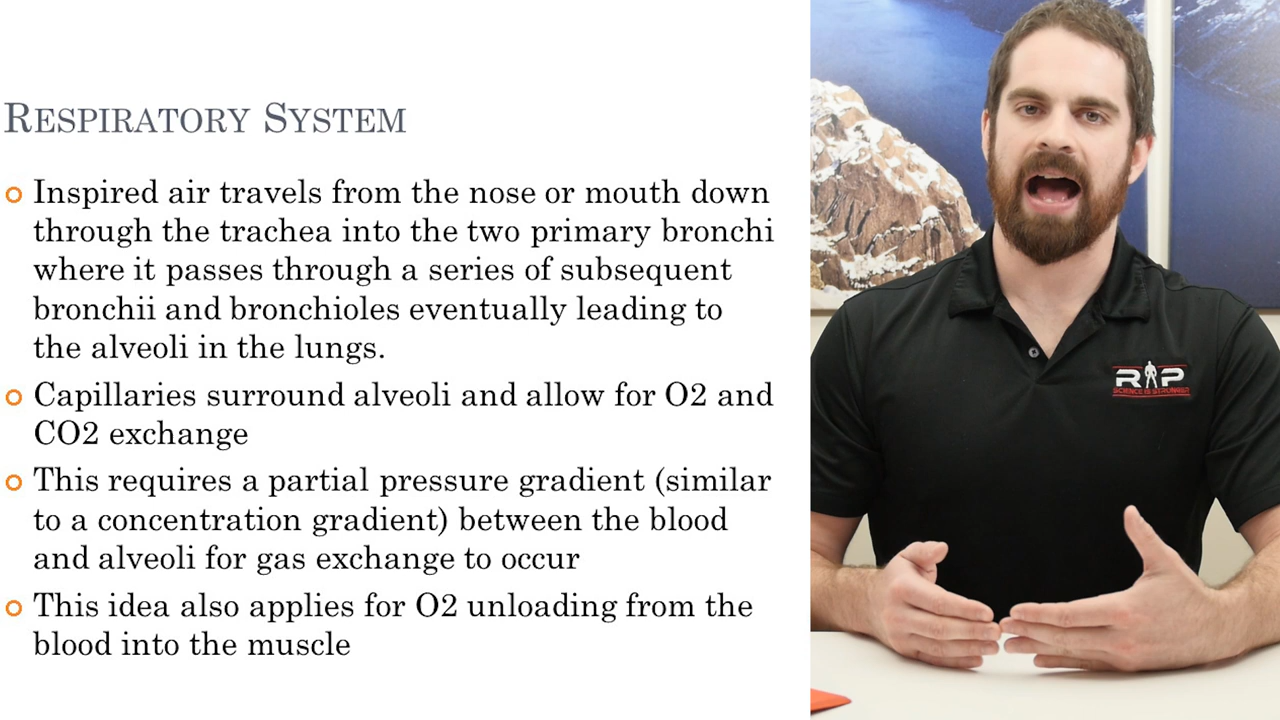 RESPIRATORY SYSTEM
Inspired air travels from the nose or mouth down
through the trachea into the two primary bronchi
where it passes through a series of subsequent
bronchii and bronchioles eventually leading to
the alveoli in the lungs.
Capillaries surround alveoli and allow for O2 and
CO2 exchange
This requires a partial pressure gradient (similar
to a concentration gradient) between the blood
and alveoli for gas exchange to occur
This idea also applies for O2 unloading from the
blood into the muscle
RP
SCIENCE IS STRONGER